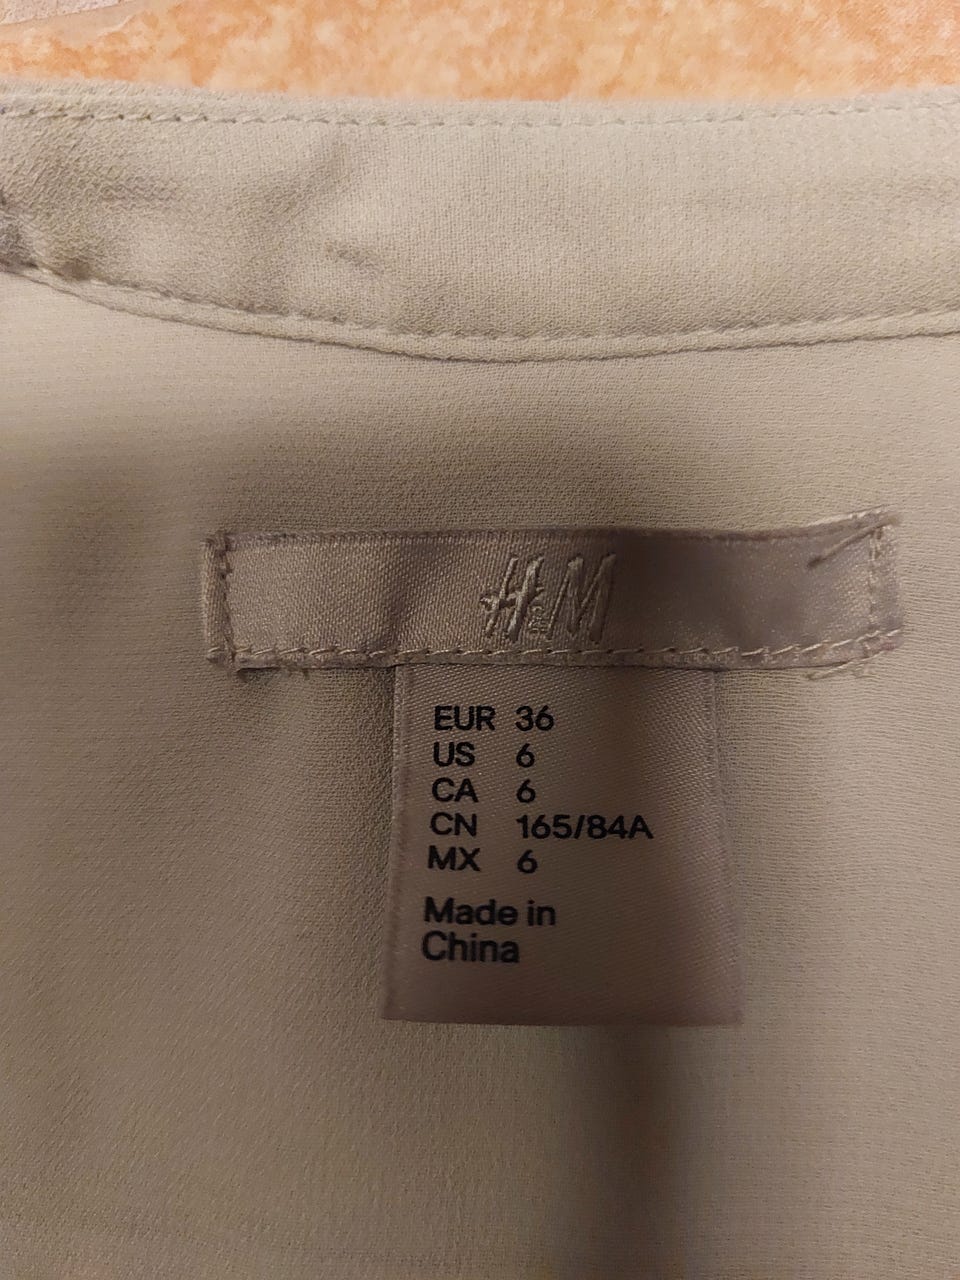 H&M
EUR 36
US 6
CA 6
CN 165/84A
MX 6
Made in
China